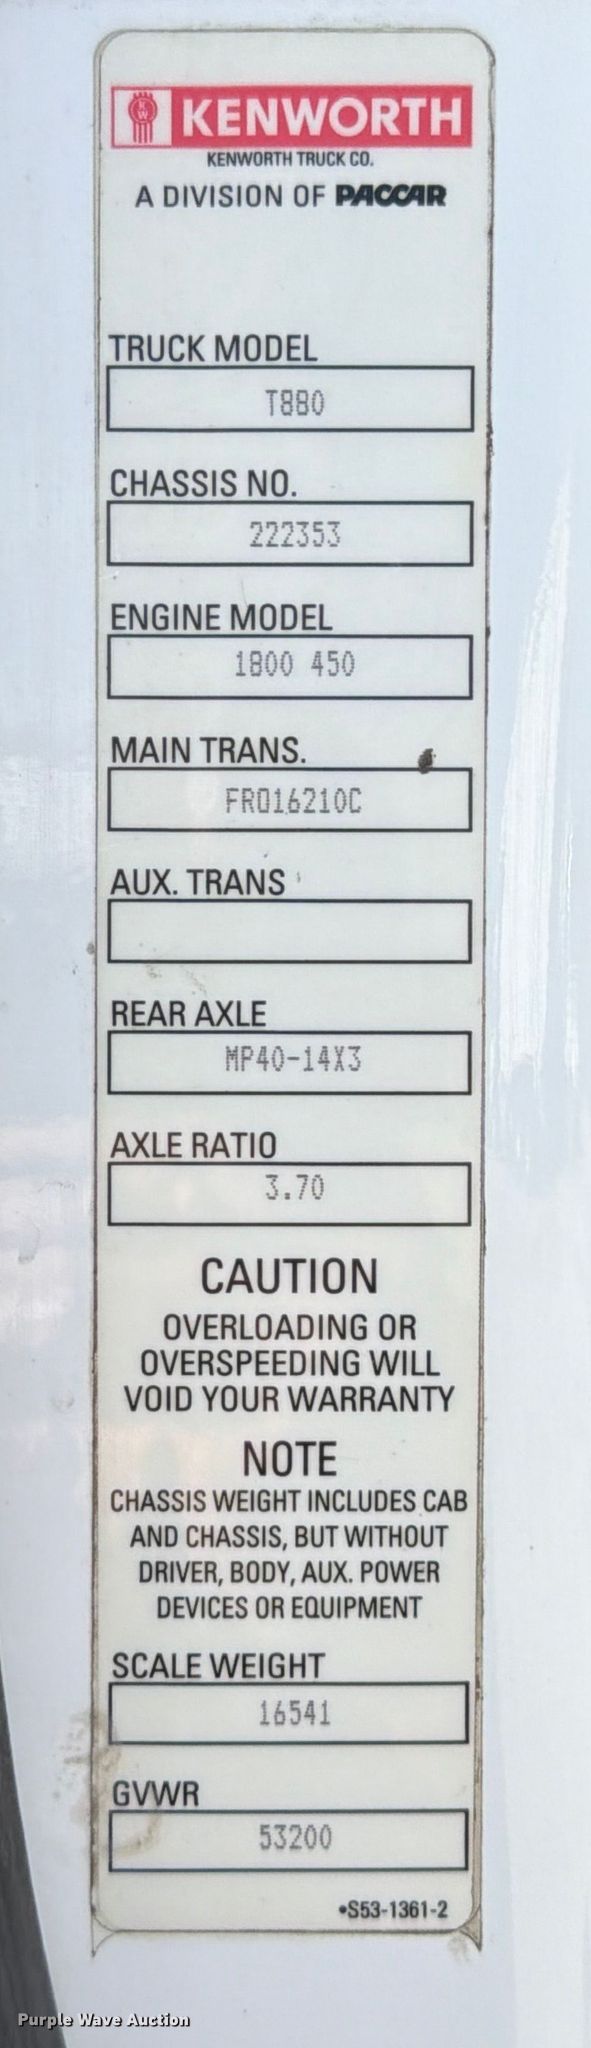 KW
KENWORTH
KENWORTH TRUCK CO.
A DIVISION OF PACCAR
TRUCK MODEL
T880
CHASSIS NO.
222353
ENGINE MODEL
1800 450
MAIN TRANS.
FRO16210C
AUX. TRANS
REAR AXLE
MP40-14X3
AXLE RATIO
3.70
CAUTION
OVERLOADING OR
OVERSPEEDING WILL
VOID YOUR WARRANTY
NOTE
CHASSIS WEIGHT INCLUDES CAB
AND CHASSIS, BUT WITHOUT
DRIVER, BODY, AUX. POWER
DEVICES OR EQUIPMENT
SCALE WEIGHT
16541
GVWR
53200
•S53-1361-2
Purple Wave Auction